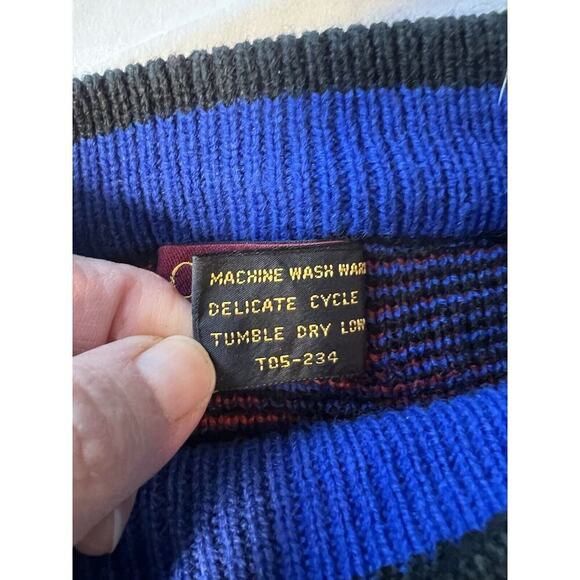 MACHINE WASH WAR
DELICATE CYCLE
TUMBLE DRY LOW
T05-234